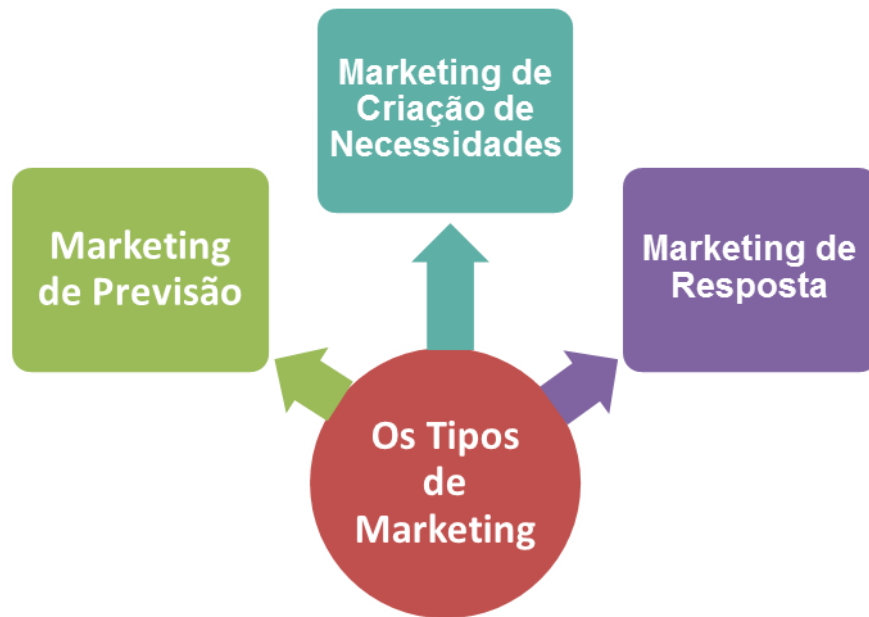 Marketing de
Criação de
Necessidades
Marketing
de Previsão
Marketing de
Resposta
Os Tipos
de
Marketing